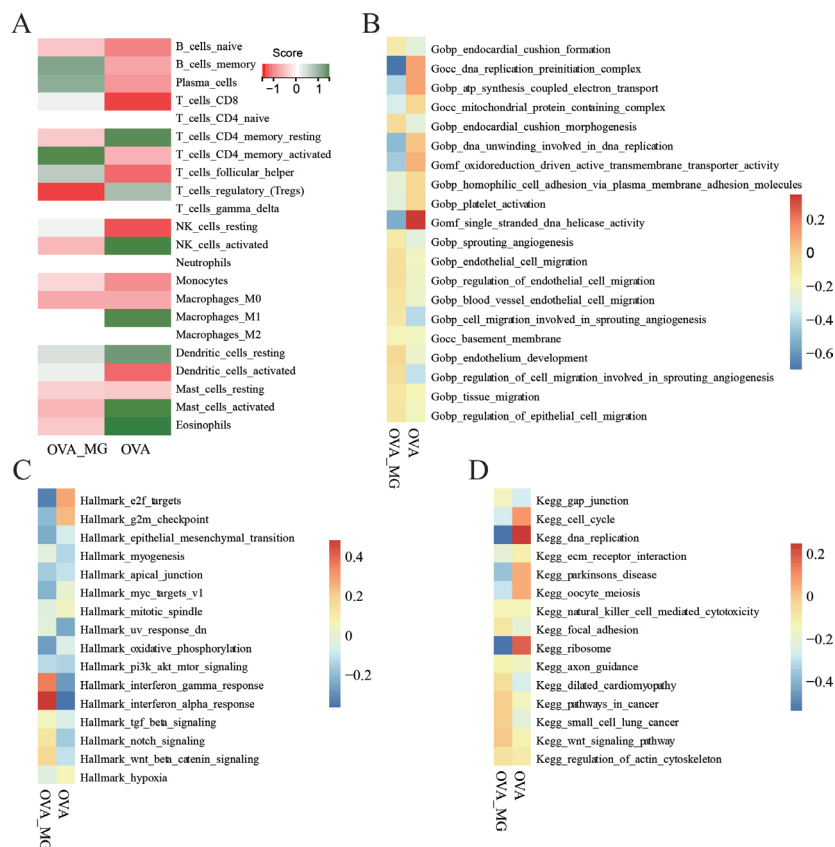 A
B_cells_naive
B_cells_memory
Plasma_cells
T_cells_CD8
T_cells_CD4_naive
T_cells_CD4_memory_resting
T_cells_CD4_memory_activated
T_cells_follicular_helper
T_cells_regulatory_(Tregs)
T_cells_gamma_delta
NK_cells_resting
NK_cells_activated
Neutrophils
Monocytes
Macrophages_M0
Macrophages_M1
Macrophages_M2
Dendritic_cells_resting
Dendritic_cells_activated
Mast_cells_resting
Mast_cells_activated
Eosinophils
OVA_MG OVA
Score
−1 0 1
B
Gobp_endocardial_cushion_formation
Gocc_dna_replication_preinitiation_complex
Gobp_atp_synthesis_coupled_electron_transport
Gocc_mitochondrial_protein_containing_complex
Gobp_endocardial_cushion_morphogenesis
Gobp_dna_unwinding_involved_in_dna_replication
Gomf_oxidoreduction_driven_active_transmembrane_transporter_activity
Gobp_homophilic_cell_adhesion_via_plasma_membrane_adhesion_molecules
Gobp_platelet_activation
Gomf_single_stranded_dna_helicase_activity
Gobp_sprouting_angiogenesis
Gobp_endothelial_cell_migration
Gobp_regulation_of_endothelial_cell_migration
Gobp_blood_vessel_endothelial_cell_migration
Gobp_cell_migration_involved_in_sprouting_angiogenesis
Gocc_basement_membrane
Gobp_endothelium_development
Gobp_regulation_of_cell_migration_involved_in_sprouting_angiogenesis
Gobp_tissue_migration
Gobp_regulation_of_epithelial_cell_migration
OVA_MG
OVA
0.2
0
−0.2
−0.4
−0.6
C
Hallmark_e2f_targets
Hallmark_g2m_checkpoint
Hallmark_epithelial_mesenchymal_transition
Hallmark_myogenesis
Hallmark_apical_junction
Hallmark_myc_targets_v1
Hallmark_mitotic_spindle
Hallmark_uv_response_dn
Hallmark_oxidative_phosphorylation
Hallmark_pi3k_akt_mtor_signaling
Hallmark_interferon_gamma_response
Hallmark_interferon_alpha_response
Hallmark_tgf_beta_signaling
Hallmark_notch_signaling
Hallmark_wnt_beta_catenin_signaling
Hallmark_hypoxia
OVA_MG
OVA
0.4
0.2
0
−0.2
D
Kegg_gap_junction
Kegg_cell_cycle
Kegg_dna_replication
Kegg_ecm_receptor_interaction
Kegg_parkinsons_disease
Kegg_oocyte_meiosis
Kegg_natural_killer_cell_mediated_cytotoxicity
Kegg_focal_adhesion
Kegg_ribosome
Kegg_axon_guidance
Kegg_dilated_cardiomyopathy
Kegg_pathways_in_cancer
Kegg_small_cell_lung_cancer
Kegg_wnt_signaling_pathway
Kegg_regulation_of_actin_cytoskeleton
OVA_MG
OVA
0.2
0
−0.2
−0.4